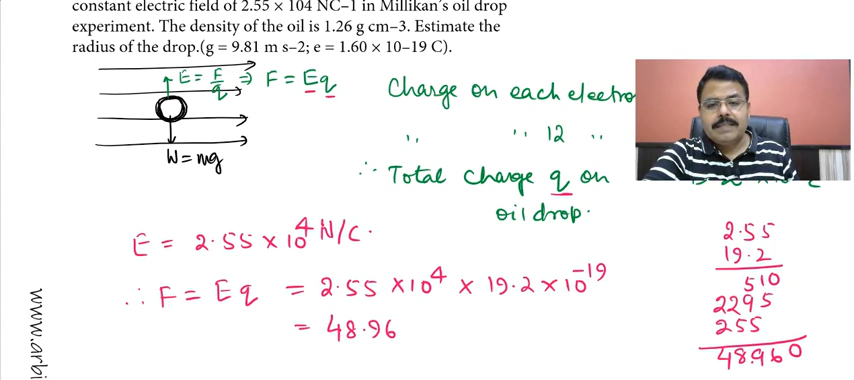 constant electric field of 2.55 × 104 NC−1 in Millikan's oil drop
experiment. The density of the oil is 1.26 g cm−3. Estimate the
radius of the drop.(g = 9.81 m s−2; e = 1.60 × 10−19 C).
E = F/q ⇒ F = Eq
W = mg
Charge on each electro
" " 12 "
∴ Total charge q on
oil drop.
E = 2.55 × 10⁴ N/C.
∴ F = Eq = 2.55 × 10⁴ × 19.2 × 10⁻¹⁹
= 48.96
2.55
19.2
510
2295
255
48.960
www.arbi